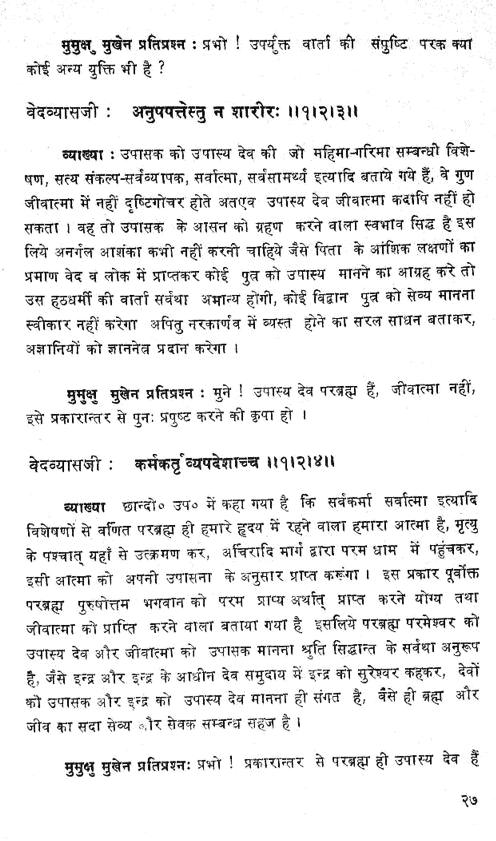 मुमुक्षु मुखेन प्रतिप्रश्न : प्रभो ! उपर्युक्त वार्ता की संपुष्टि परक क्या
कोई अन्य युक्ति भी है ?
वेदव्यासजी : अनुपपत्तेस्तु न शारीरः ।।१।२।३।।
व्याख्या : उपासक को उपास्य देव की जो महिमा-गरिमा सम्बन्धी विशे-
षण, सत्य संकल्प-सर्वव्यापक, सर्वात्मा, सर्वसामर्थ्य इत्यादि बताये गये हैं, वे गुण
जीवात्मा में नहीं दृष्टिगोचर होते अतएव उपास्य देव जीवात्मा कदापि नहीं हो
सकता । वह तो उपासक के आसन को ग्रहण करने वाला स्वभाव सिद्ध है इस
लिये अनर्गल आशंका कभी नहीं करनी चाहिये जैसे पिता के आंशिक लक्षणों का
प्रमाण वेद व लोक में प्राप्तकर कोई पुत्र को उपास्य मानने का आग्रह करे तो
उस हठधर्मी की वार्ता सर्वथा अमान्य होगी, कोई विद्वान पुत्र को सेव्य मानना
स्वीकार नहीं करेगा अपितु नरकार्णव में व्यस्त होने का सरल साधन बताकर,
अज्ञानियों को ज्ञाननेत्र प्रदान करेगा ।
मुमुक्षु मुखेन प्रतिप्रश्न : मुने ! उपास्य देव परब्रह्म हैं, जीवात्मा नहीं,
इसे प्रकारान्तर से पुनः प्रपुष्ट करने की कृपा हो ।
वेदव्यासजी : कर्मकर्तृव्यपदेशाच्च ।।१।२।४।।
व्याख्या छान्दो० उप० में कहा गया है कि सर्वकर्मा सर्वात्मा इत्यादि
विशेषणों से वर्णित परब्रह्म ही हमारे हृदय में रहने वाला हमारा आत्मा है, मृत्यु
के पश्चात् यहाँ से उत्क्रमण कर, अर्चिरादि मार्ग द्वारा परम धाम में पहुंचकर,
इसी आत्मा को अपनी उपासना के अनुसार प्राप्त करूंगा । इस प्रकार पूर्वोक्त
परब्रह्म पुरुषोत्तम भगवान को परम प्राप्य अर्थात् प्राप्त करने योग्य तथा
जीवात्मा को प्राप्ति करने वाला बताया गया है इसलिये परब्रह्म परमेश्वर को
उपास्य देव और जीवात्मा को उपासक मानना श्रुति सिद्धान्त के सर्वथा अनुरूप
है, जैसे इन्द्र और इन्द्र के आधीन देव समुदाय में इन्द्र को सुरेश्वर कहकर, देवों
को उपासक और इन्द्र को उपास्य देव मानना ही संगत है, वैसे ही ब्रह्म और
जीव का सदा सेव्य और सेवक सम्बन्ध सहज है ।
मुमुक्षु मुखेन प्रतिप्रश्नः प्रभो ! प्रकारान्तर से परब्रह्म ही उपास्य देव हैं
२७